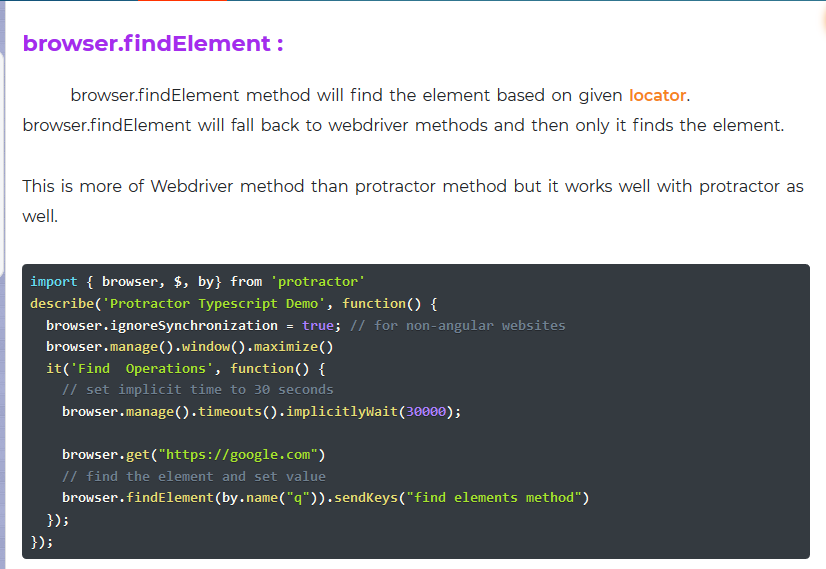 browser.findElement :
browser.findElement method will find the element based on given locator.
browser.findElement will fall back to webdriver methods and then only it finds the element.
This is more of Webdriver method than protractor method but it works well with protractor as
well.
import { browser, $, by} from 'protractor'
describe('Protractor Typescript Demo', function() {
  browser.ignoreSynchronization = true; // for non-angular websites
  browser.manage().window().maximize()
  it('Find  Operations', function() {
    // set implicit time to 30 seconds
    browser.manage().timeouts().implicitlyWait(30000);
    browser.get("https://google.com")
    // find the element and set value
    browser.findElement(by.name("q")).sendKeys("find elements method")
  });
});